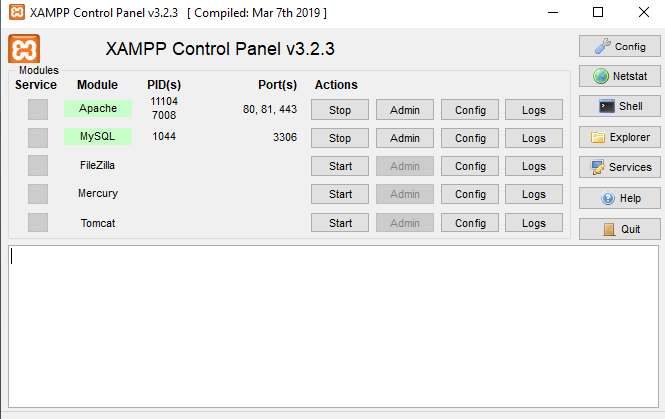 XAMPP Control Panel v3.2.3 [ Compiled: Mar 7th 2019 ]
XAMPP Control Panel v3.2.3
Config
Modules
Service Module PID(s) Port(s) Actions
Netstat
Apache 11104 7008 80, 81, 443 Stop Admin Config Logs
Shell
MySQL 1044 3306 Stop Admin Config Logs
Explorer
FileZilla Start Admin Config Logs
Services
Mercury Start Admin Config Logs
Help
Tomcat Start Admin Config Logs
Quit